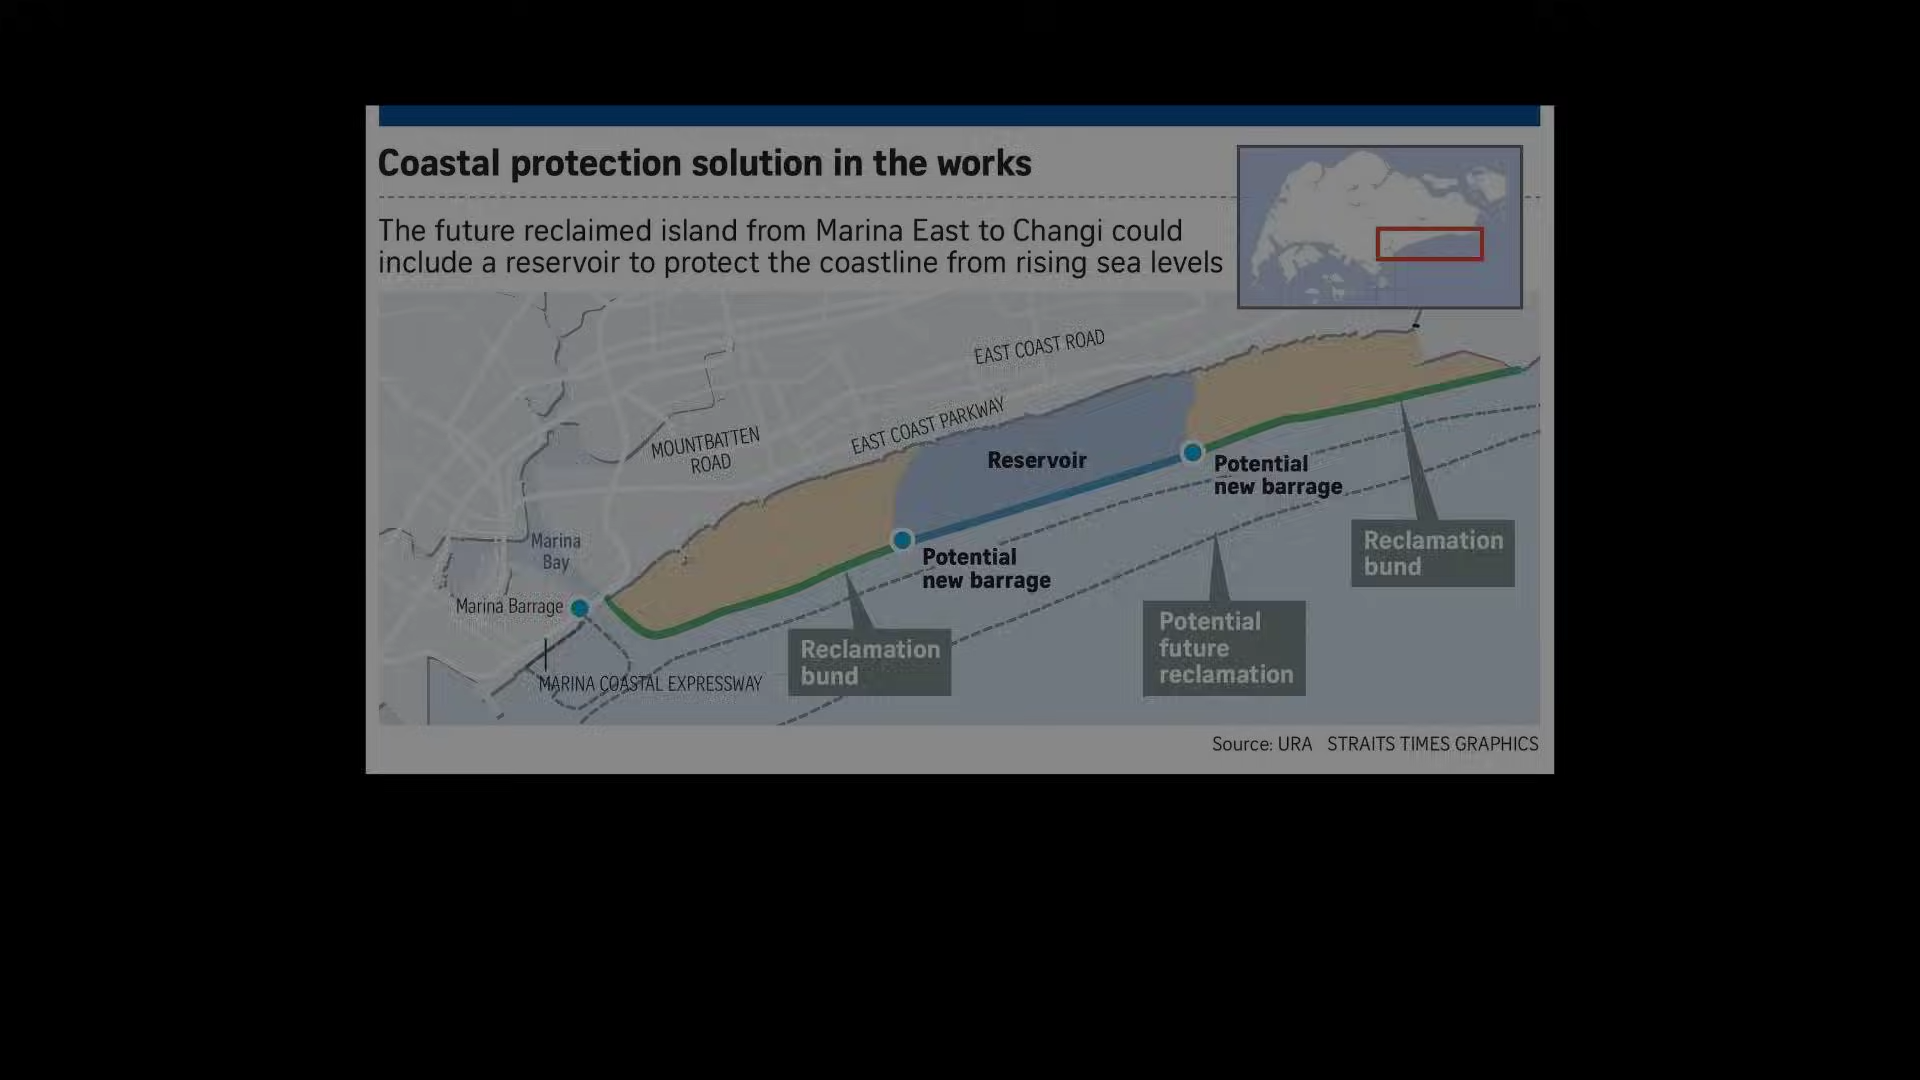 Coastal protection solution in the works
The future reclaimed island from Marina East to Changi could
include a reservoir to protect the coastline from rising sea levels
EAST COAST ROAD
EAST COAST PARKWAY
MOUNTBATTEN
ROAD
Reservoir
Potential
new barrage
Marina
Bay
Potential
new barrage
Reclamation
bund
Marina Barrage
Potential
future
reclamation
Reclamation
bund
MARINA COASTAL EXPRESSWAY
Source: URA STRAITS TIMES GRAPHICS